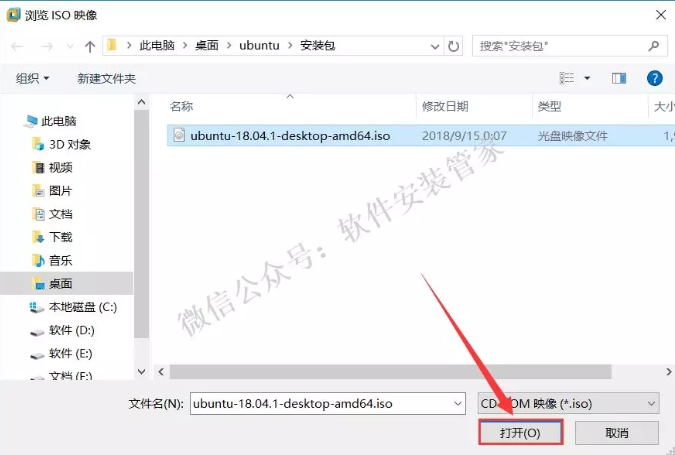 浏览 ISO 映像
此电脑 > 桌面 > ubuntu > 安装包
搜索"安装包"
组织
新建文件夹
名称
修改日期
类型
大小
此电脑
3D 对象
视频
图片
文档
下载
音乐
桌面
本地磁盘 (C:)
软件 (D:)
软件 (E:)
文档 (F:)
ubuntu-18.04.1-desktop-amd64.iso
2018/9/15 0:07
光盘映像文件
1,9
微信公众号：软件安装管家
文件名(N):
ubuntu-18.04.1-desktop-amd64.iso
CD-ROM 映像 (*.iso)
打开(O)
取消